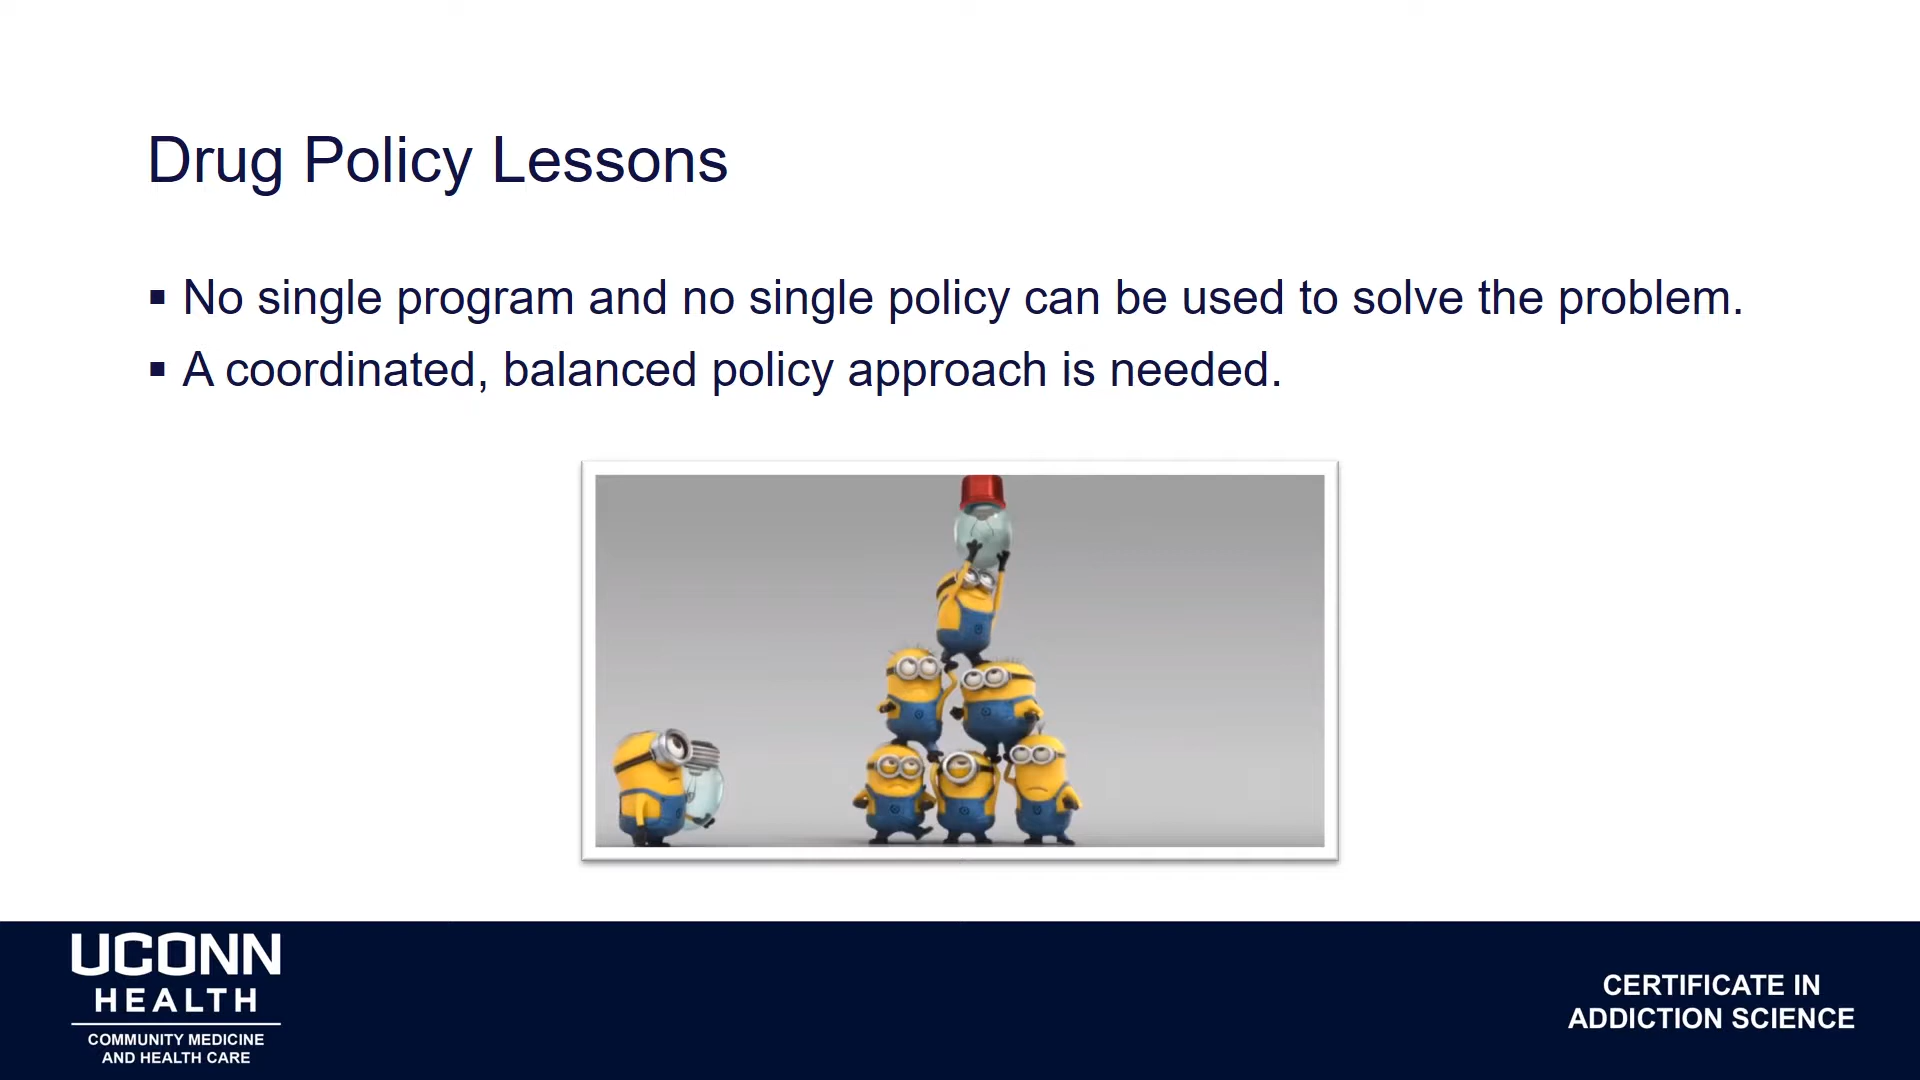 Drug Policy Lessons
▪ No single program and no single policy can be used to solve the problem.
▪ A coordinated, balanced policy approach is needed.
UCONN
HEALTH
COMMUNITY MEDICINE
AND HEALTH CARE
CERTIFICATE IN
ADDICTION SCIENCE